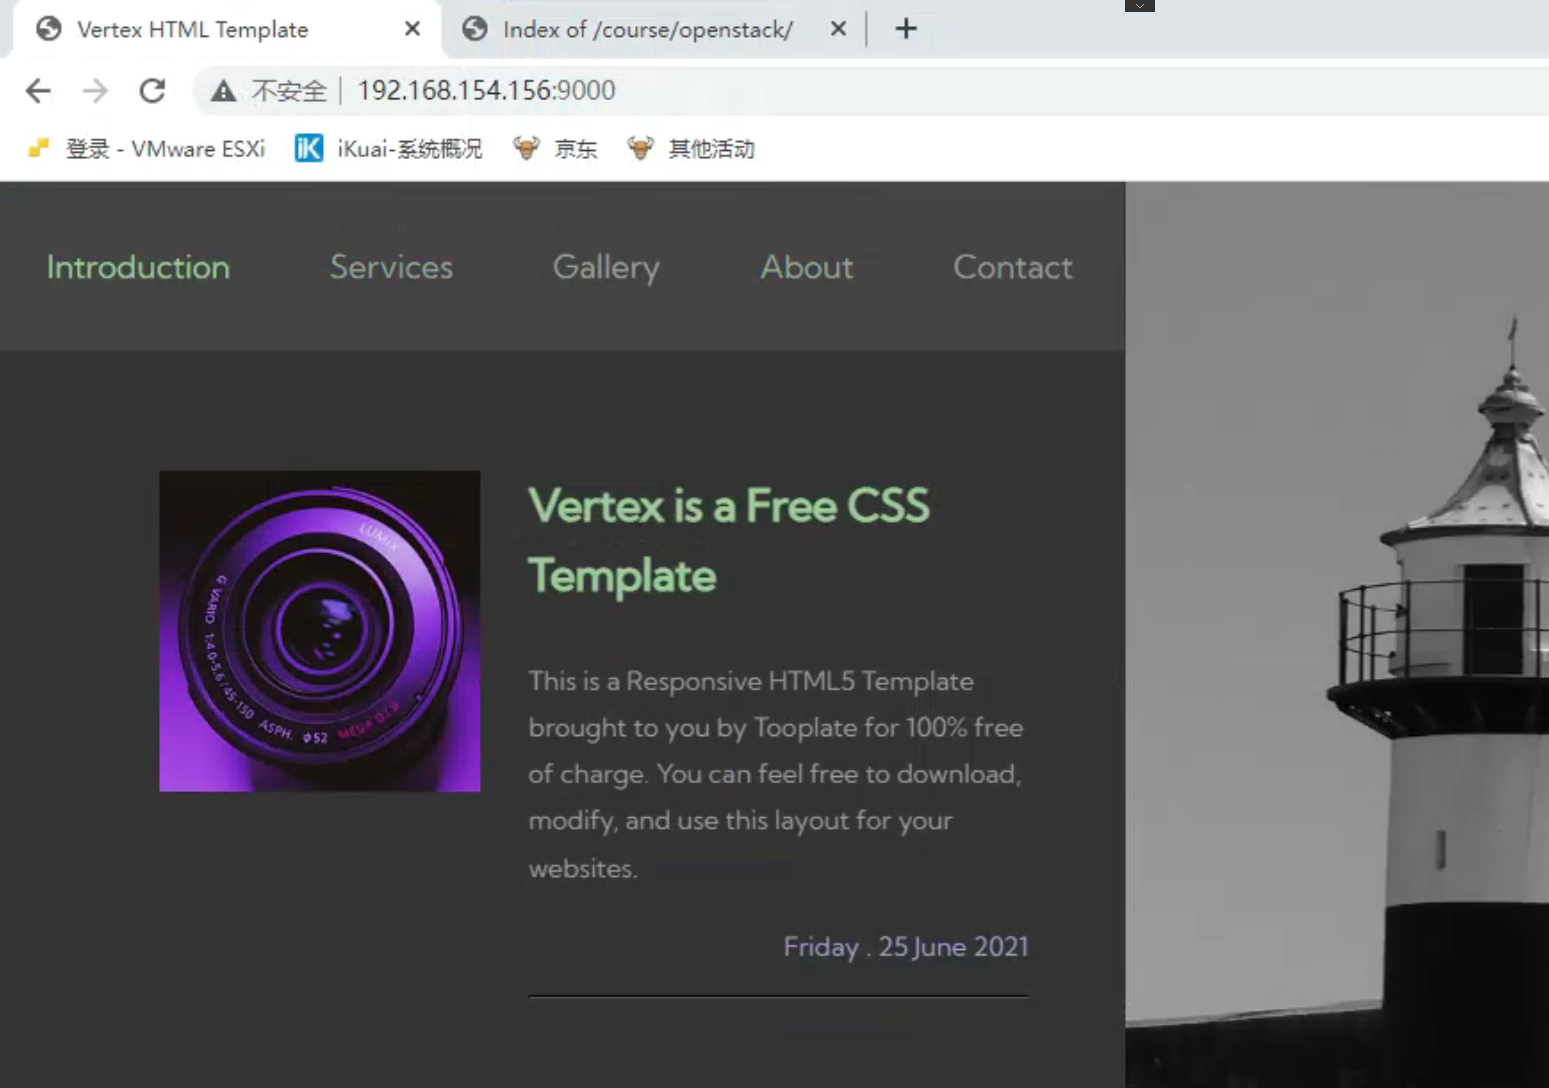 Vertex HTML Template
Index of /course/openstack/
不安全 192.168.154.156:9000
登录 - VMware ESXi iK iKuai-系统概况 京东 其他活动
Introduction Services Gallery About Contact
LUMIX
G VARIO 1:4.0-5.6/45-150 ASPH. ϕ52 MEGA O.I.S
Vertex is a Free CSS
Template
This is a Responsive HTML5 Template
brought to you by Tooplate for 100% free
of charge. You can feel free to download,
modify, and use this layout for your
websites.
Friday . 25 June 2021